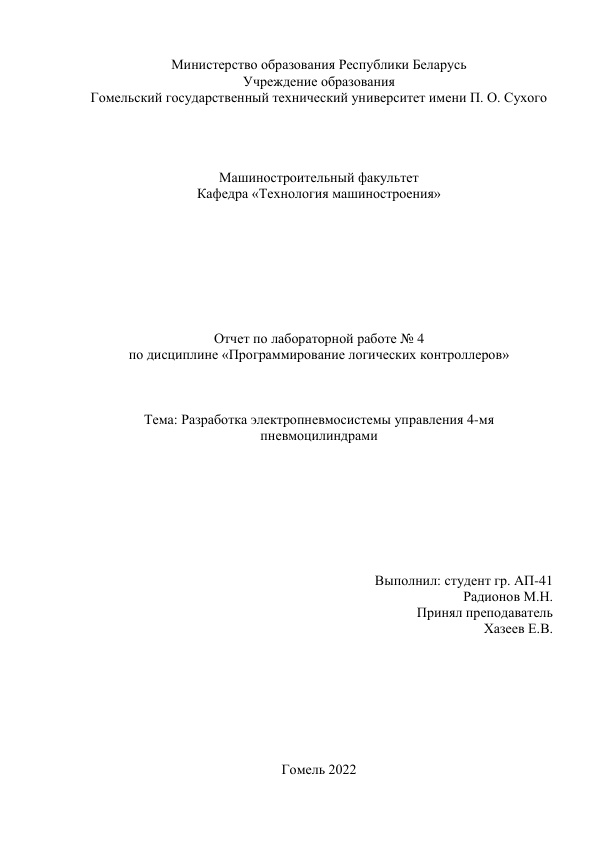 Министерство образования Республики Беларусь
Учреждение образования
Гомельский государственный технический университет имени П. О. Сухого
Машиностроительный факультет
Кафедра «Технология машиностроения»
Отчет по лабораторной работе № 4
по дисциплине «Программирование логических контроллеров»
Тема: Разработка электропневмосистемы управления 4-мя
пневмоцилиндрами
Выполнил: студент гр. АП-41
Радионов М.Н.
Принял преподаватель
Хазеев Е.В.
Гомель 2022